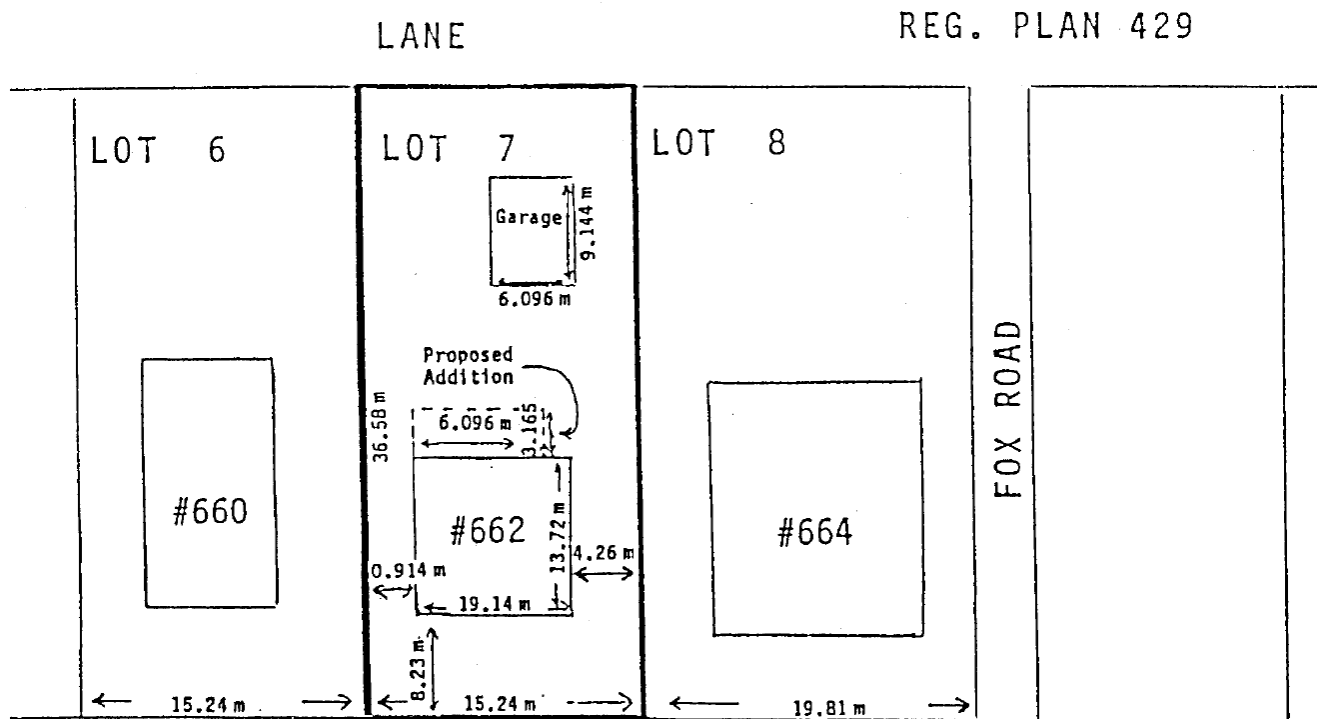 LANE
REG. PLAN 429
LOT 6
LOT 7
LOT 8
Garage
9.144 m
6.096 m
Proposed
Addition
6.096 m
3.165
36.58 m
#660
#662
#664
13.72 m
4.26 m
0.914 m
19.14 m
8.23 m
15.24 m
15.24 m
19.81 m
FOX ROAD